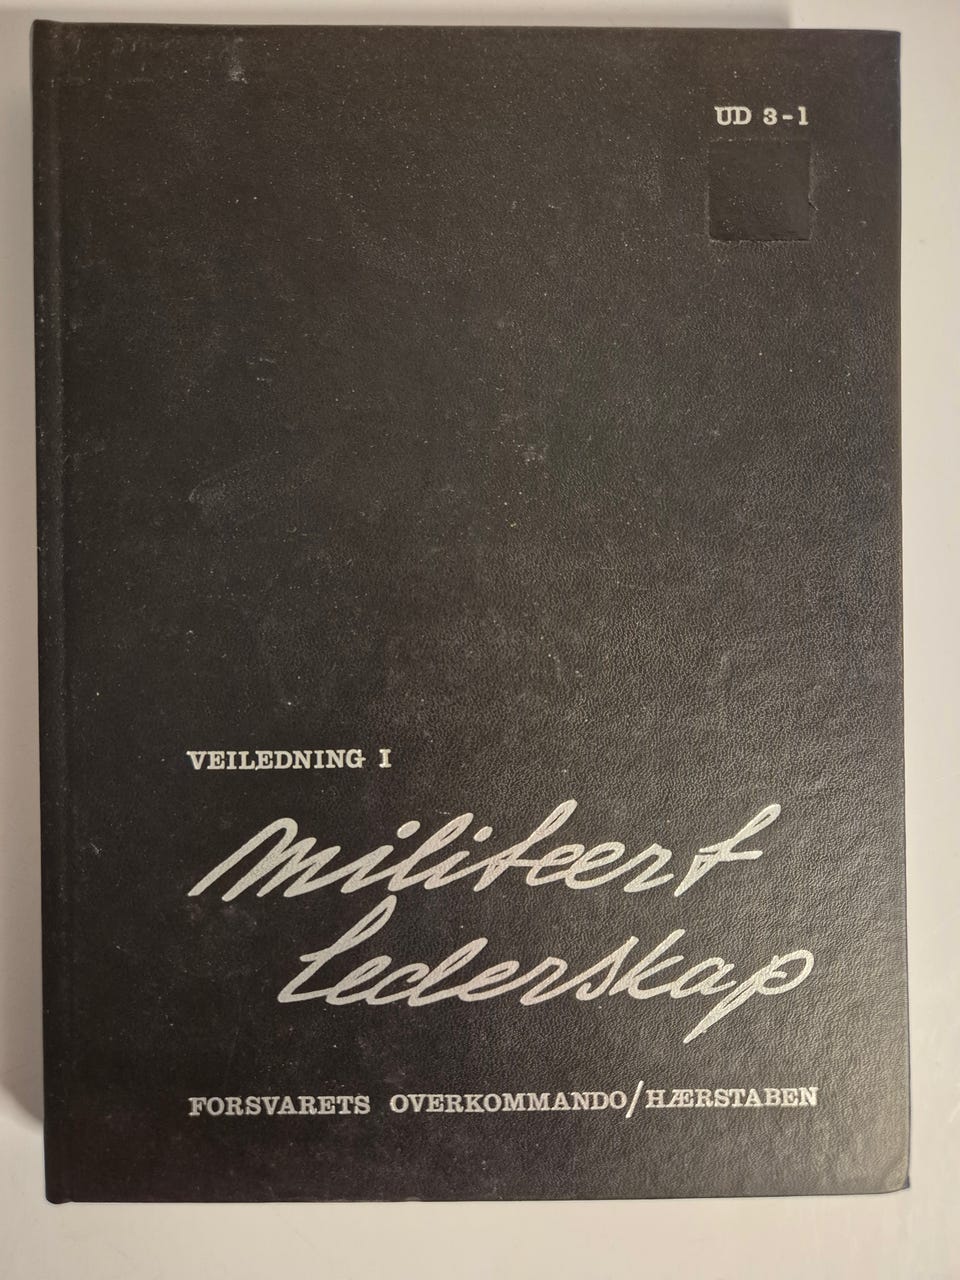 UD 3-1
VEILEDNING I
militært
lederskap
FORSVARETS OVERKOMMANDO/HÆRSTABEN